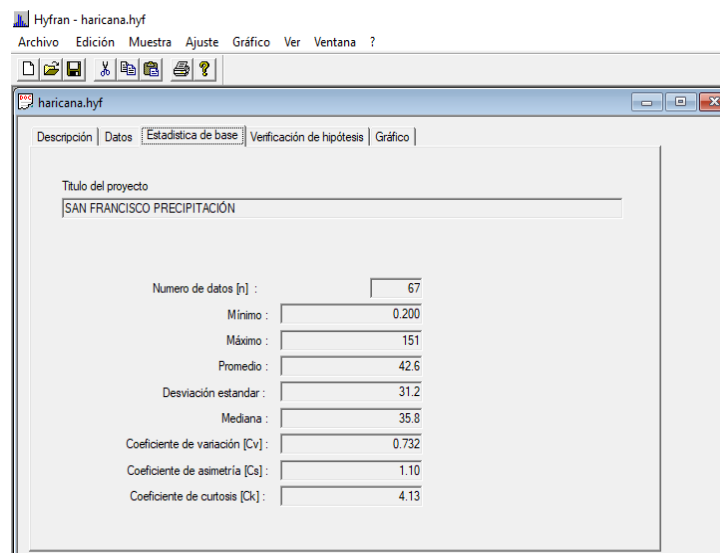 Hyfran - haricana.hyf
Archivo Edición Muestra Ajuste Gráfico Ver Ventana ?
haricana.hyf
Descripción Datos Estadistica de base Verificación de hipótesis Gráfico
Titulo del proyecto
SAN FRANCISCO PRECIPITACIÓN
Numero de datos [n] : 67
Mínimo : 0.200
Máximo : 151
Promedio : 42.6
Desviación estandar : 31.2
Mediana : 35.8
Coeficiente de variación [Cv] : 0.732
Coeficiente de asimetría [Cs] : 1.10
Coeficiente de curtosis [Ck] : 4.13